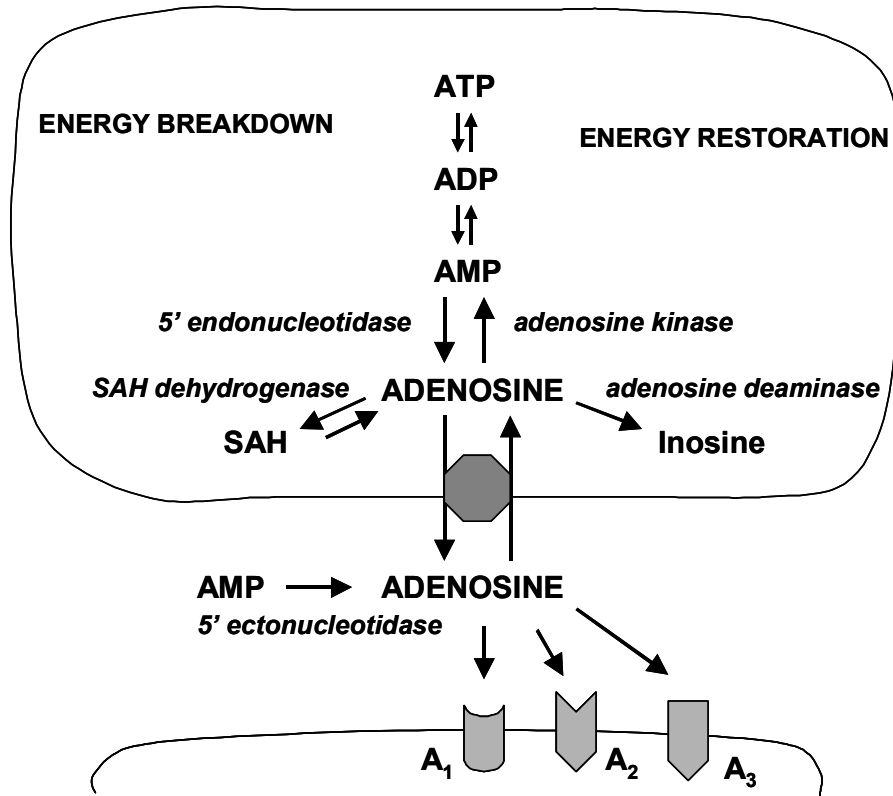 ATP
ENERGY BREAKDOWN
ENERGY RESTORATION
ADP
AMP
5' endonucleotidase
adenosine kinase
SAH dehydrogenase
ADENOSINE
adenosine deaminase
SAH
Inosine
AMP
ADENOSINE
5' ectonucleotidase
A1
A2
A3